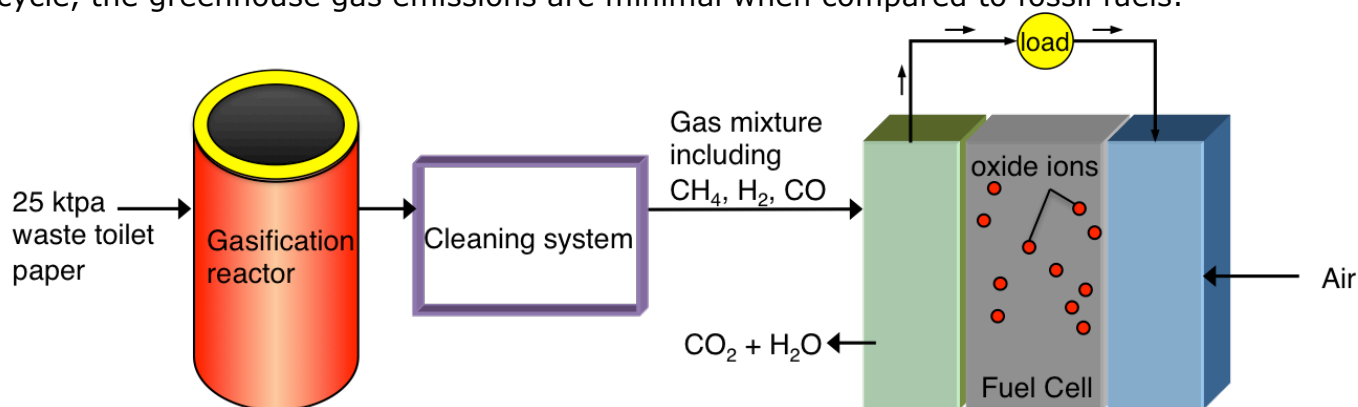 cycle, the greenhouse gas emissions are minimal when compared to fossil fuels.
load
Gas mixture
including
CH₄, H₂, CO
oxide ions
25 ktpa
waste toilet
paper
Gasification
reactor
Cleaning system
Air
CO₂ + H₂O
Fuel Cell